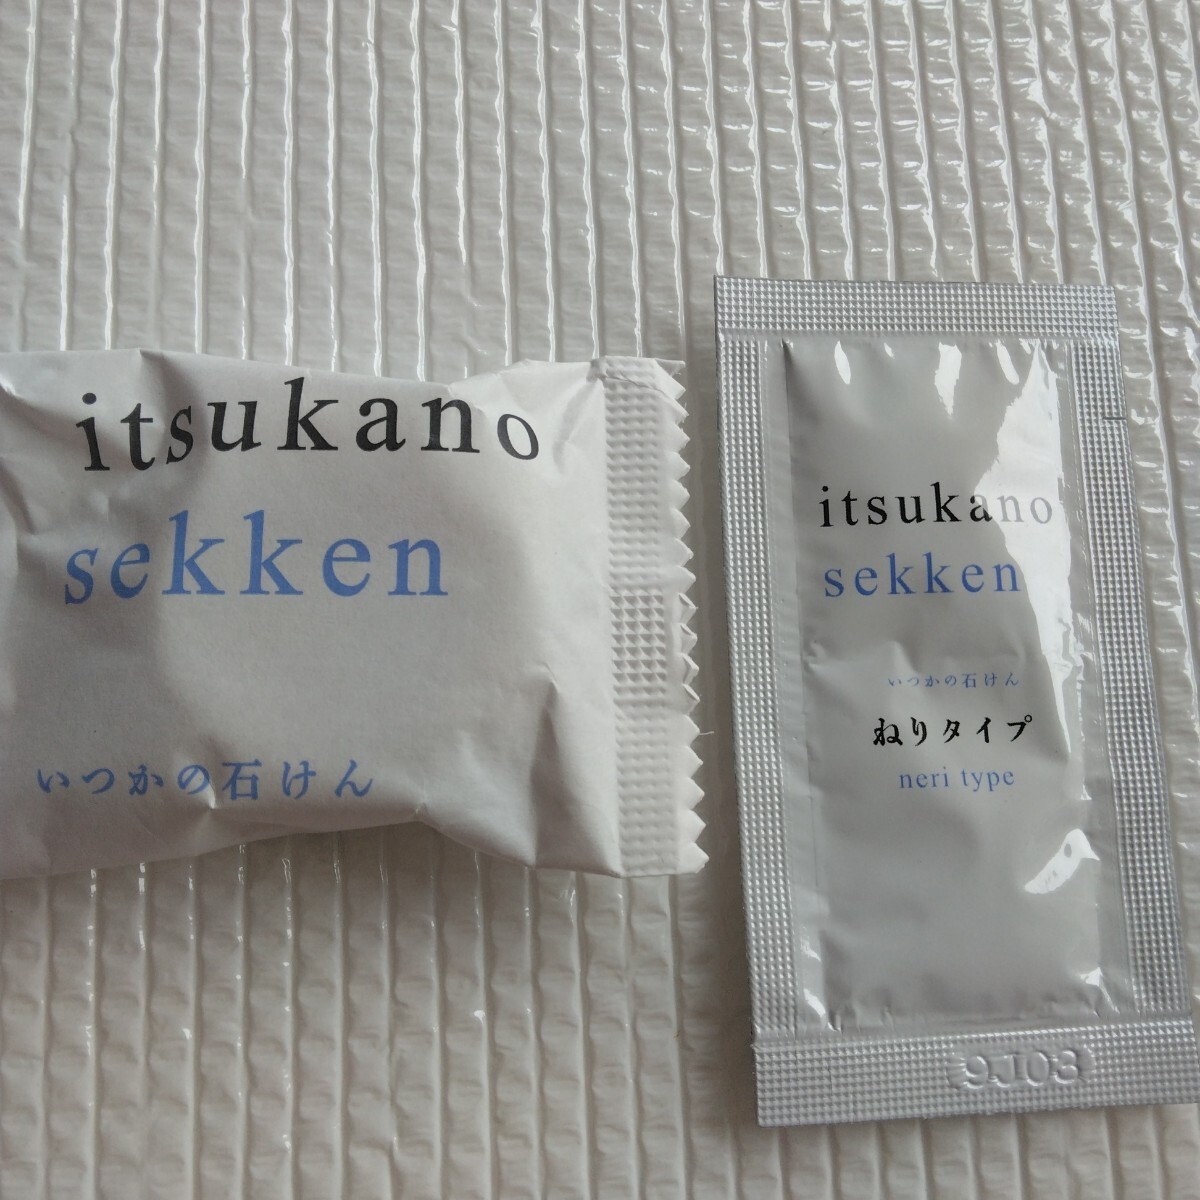 itsukano
sekken
いつかの石けん
itsukano
sekken
いつかの石けん
ねりタイプ
neri type
9J08